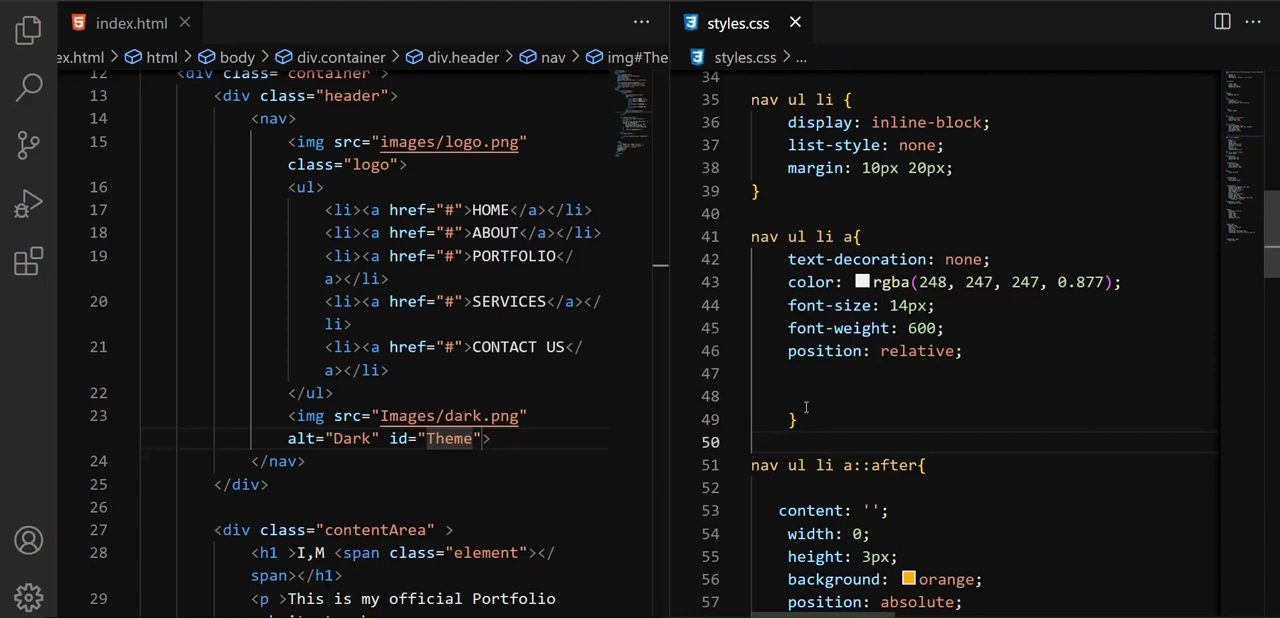 index.html
styles.css
ex.html > html > body > div.container > div.header > nav > img#The
styles.css > ...
12 <div class="container">
13 <div class="header">
14 <nav>
15 <img src="images/logo.png"
class="logo">
16 <ul>
17 <li><a href="#">HOME</a></li>
18 <li><a href="#">ABOUT</a></li>
19 <li><a href="#">PORTFOLIO</
a></li>
20 <li><a href="#">SERVICES</a></
li>
21 <li><a href="#">CONTACT US</
a></li>
22 </ul>
23 <img src="Images/dark.png"
alt="Dark" id="Theme">
24 </nav>
25 </div>
26
27 <div class="contentArea" >
28 <h1 >I,M <span class="element"></
span></h1>
29 <p >This is my official Portfolio
34
35 nav ul li {
36 display: inline-block;
37 list-style: none;
38 margin: 10px 20px;
39 }
40
41 nav ul li a{
42 text-decoration: none;
43 color: rgba(248, 247, 247, 0.877);
44 font-size: 14px;
45 font-weight: 600;
46 position: relative;
47
48
49 }
50
51 nav ul li a::after{
52
53 content: '';
54 width: 0;
55 height: 3px;
56 background: orange;
57 position: absolute;